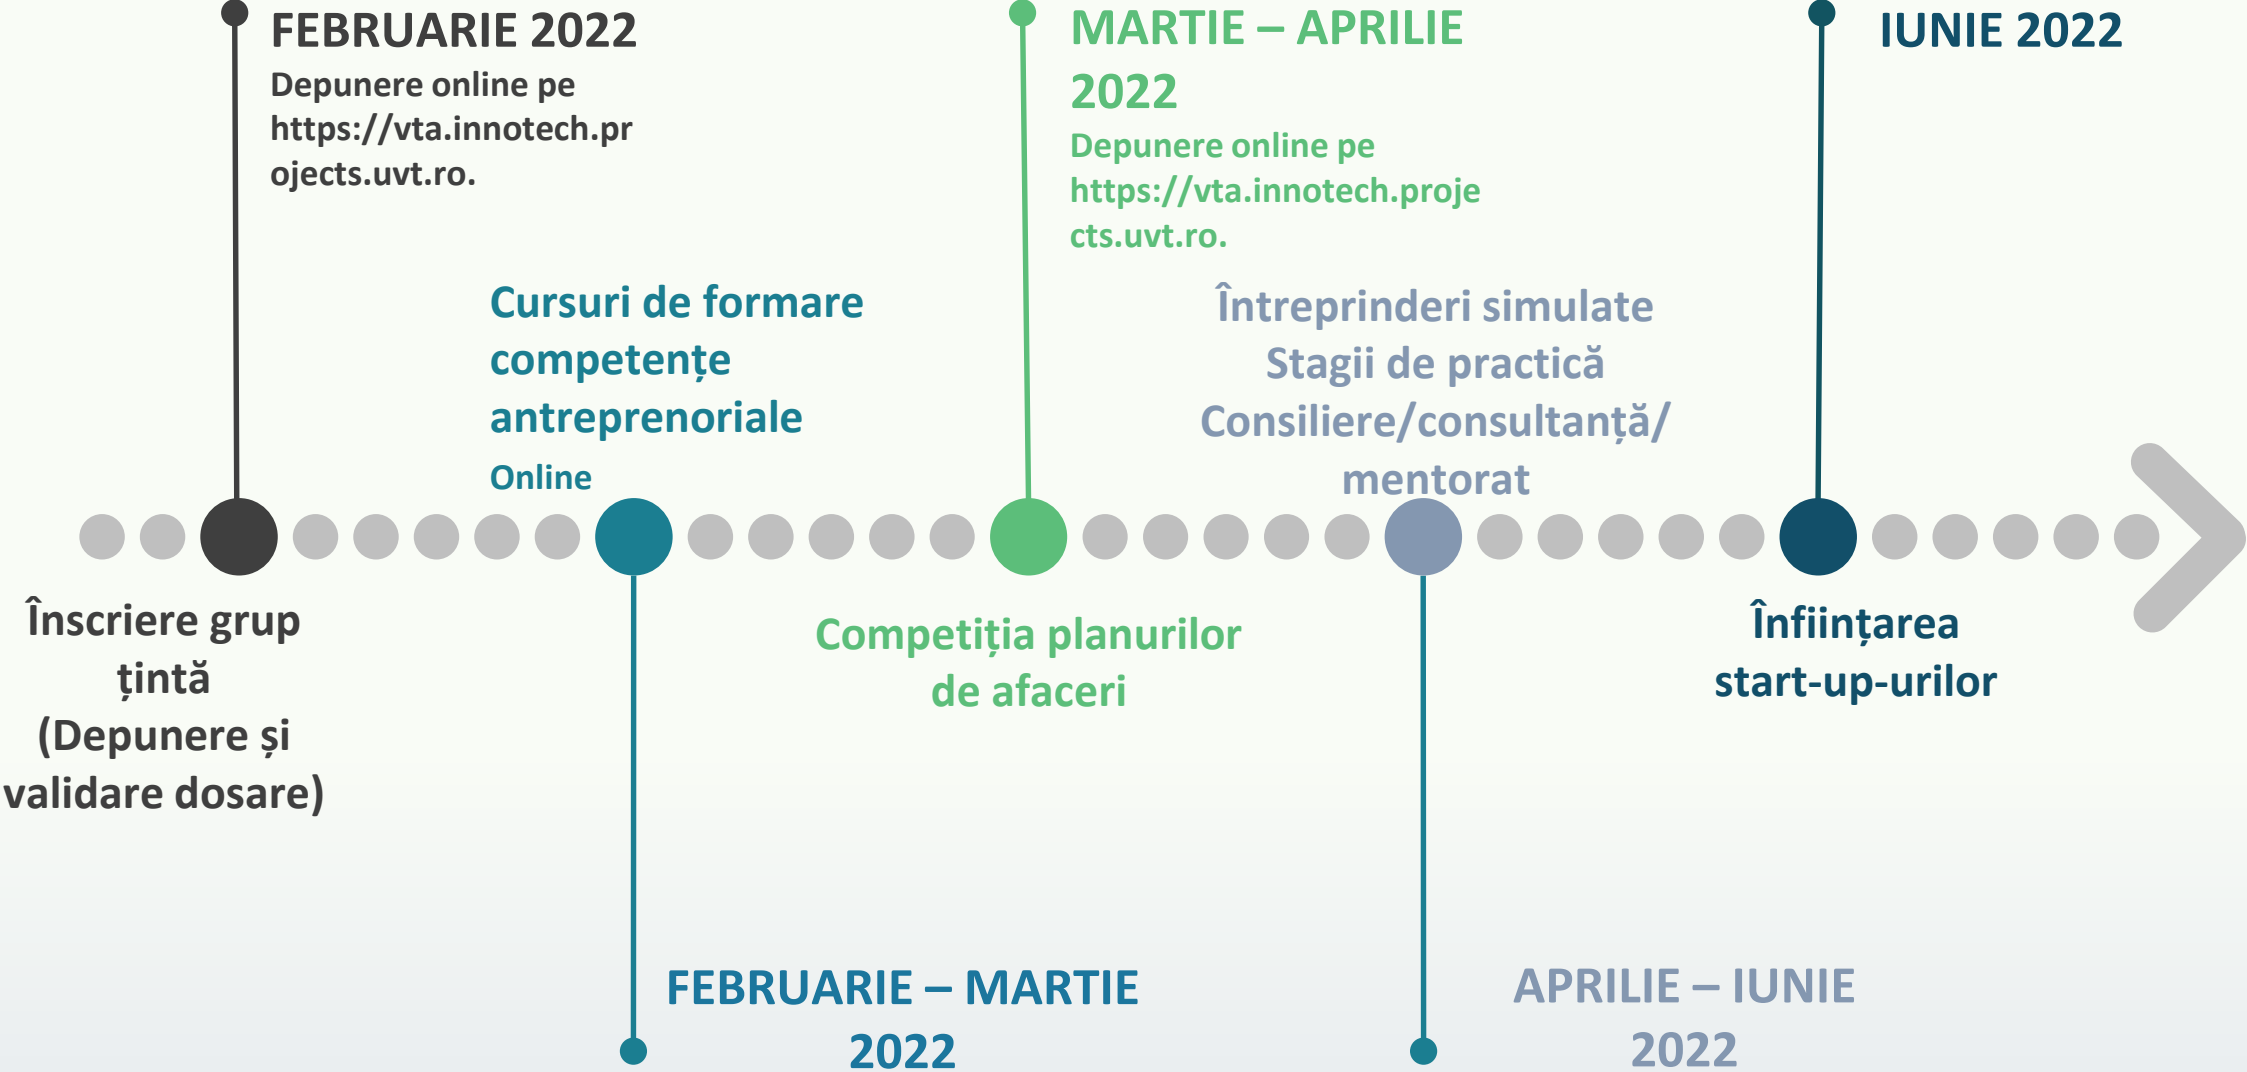 FEBRUARIE 2022
Depunere online pe
https://vta.innotech.pr
ojects.uvt.ro.
Înscriere grup
țintă
(Depunere și
validare dosare)
Cursuri de formare
competențe
antreprenoriale
Online
FEBRUARIE – MARTIE
2022
MARTIE – APRILIE
2022
Depunere online pe
https://vta.innotech.proje
cts.uvt.ro.
Competiția planurilor
de afaceri
Întreprinderi simulate
Stagii de practică
Consiliere/consultanță/
mentorat
APRILIE – IUNIE
2022
IUNIE 2022
Înființarea
start-up-urilor